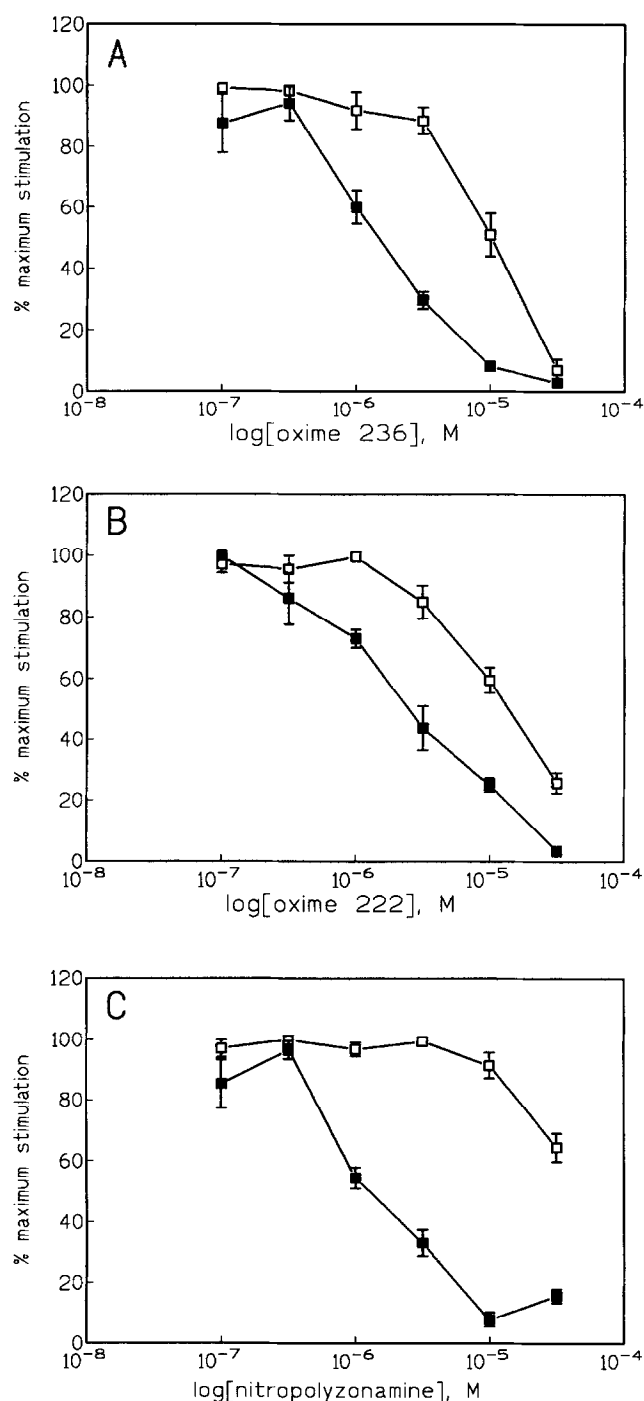 A
% maximum stimulation
120
100
80
60
40
20
0
10-8 10-7 10-6 10-5 10-4
log[oxime 236], M
B
% maximum stimulation
120
100
80
60
40
20
0
10-8 10-7 10-6 10-5 10-4
log[oxime 222], M
C
% maximum stimulation
120
100
80
60
40
20
0
10-8 10-7 10-6 10-5 10-4
log[nitropolyzonamine], M